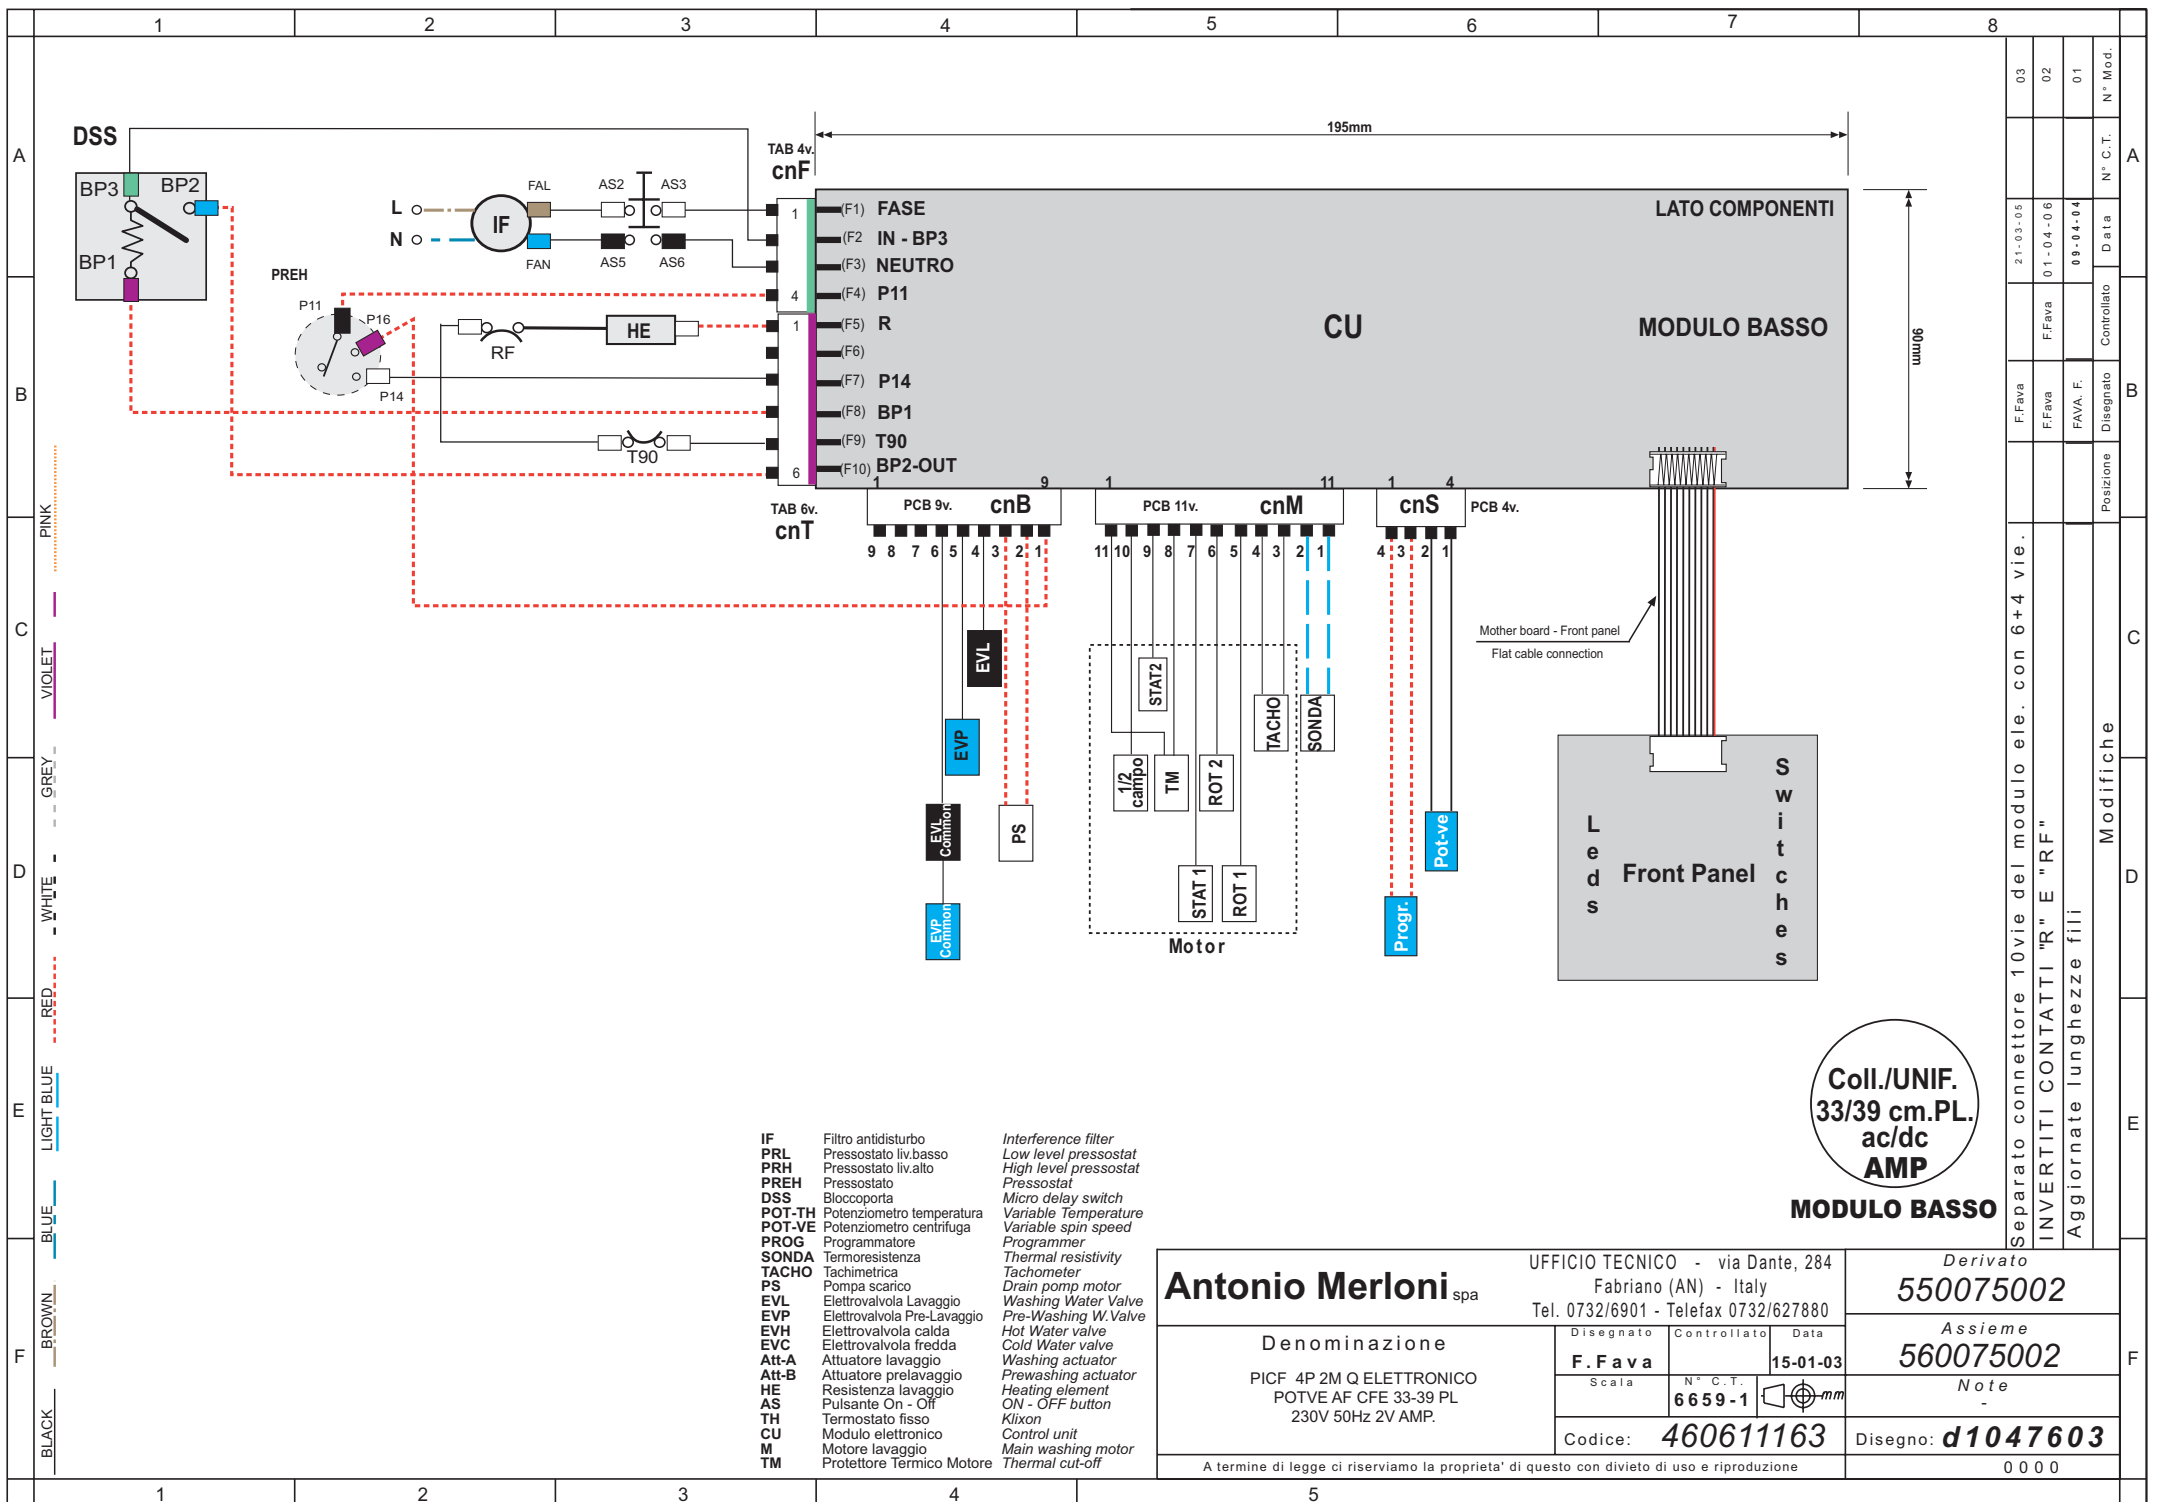 1 2 3 4 5 6 7 8
A
B
C
D
E
F
A
B
C
D
E
F
1 2 3 4 5
DSS
BP3
BP2
BP1
PREH
P11
P16
P14
L
N
IF
FAL
FAN
AS2
AS3
AS5
AS6
RF
HE
T90
TAB 4v.
cnF
1
4
1
6
TAB 6v.
cnT
195mm
90mm
(F1) FASE
(F2 IN - BP3
(F3) NEUTRO
(F4) P11
(F5) R
(F6)
(F7) P14
(F8) BP1
(F9) T90
(F10) BP2-OUT
LATO COMPONENTI
CU
MODULO BASSO
1 9
PCB 9v. cnB
9 8 7 6 5 4 3 2 1
1 11
PCB 11v. cnM
11 10 9 8 7 6 5 4 3 2 1
1 4
cnS PCB 4v.
4 3 2 1
EVL
EVP
EVL Common
EVP Common
PS
STAT2
1/2 campo
TM
ROT 2
STAT 1
ROT 1
TACHO
SONDA
Motor
Progr.
Pot-ve
Mother board - Front panel
Flat cable connection
Leds
Front Panel
Switches
PINK
VIOLET
GREY
WHITE
RED
LIGHT BLUE
BLUE
BROWN
BLACK
03
02
01
N° Mod.
N° C.T.
21-03-05
01-04-06
09-04-04
Data
F.Fava
Controllato
F.Fava
F.Fava
FAVA. F.
Disegnato
Posizione
Separato connettore 10vie del modulo ele. con 6+4 vie.
INVERTITI CONTATTI "R" E "RF"
Aggiornate lunghezze fili
Modifiche
Coll./UNIF.
33/39 cm.PL.
ac/dc
AMP
MODULO BASSO
IF Filtro antidisturbo Interference filter
PRL Pressostato liv.basso Low level pressostat
PRH Pressostato liv.alto High level pressostat
PREH Pressostato Pressostat
DSS Bloccoporta Micro delay switch
POT-TH Potenziometro temperatura Variable Temperature
POT-VE Potenziometro centrifuga Variable spin speed
PROG Programmatore Programmer
SONDA Termoresistenza Thermal resistivity
TACHO Tachimetrica Tachometer
PS Pompa scarico Drain pomp motor
EVL Elettrovalvola Lavaggio Washing Water Valve
EVP Elettrovalvola Pre-Lavaggio Pre-Washing W.Valve
EVH Elettrovalvola calda Hot Water valve
EVC Elettrovalvola fredda Cold Water valve
Att-A Attuatore lavaggio Washing actuator
Att-B Attuatore prelavaggio Prewashing actuator
HE Resistenza lavaggio Heating element
AS Pulsante On - Off ON - OFF button
TH Termostato fisso Klixon
CU Modulo elettronico Control unit
M Motore lavaggio Main washing motor
TM Protettore Termico Motore Thermal cut-off
Antonio Merloni spa
UFFICIO TECNICO - via Dante, 284
Fabriano (AN) - Italy
Tel. 0732/6901 - Telefax 0732/627880
Derivato
550075002
Denominazione
PICF 4P 2M Q ELETTRONICO
POTVE AF CFE 33-39 PL
230V 50Hz 2V AMP.
Disegnato Controllato Data
F.Fava 15-01-03
Assieme
560075002
Scala N° C.T.
6659-1 mm
Note
-
Codice: 460611163
Disegno: d1047603
A termine di legge ci riserviamo la proprieta' di questo con divieto di uso e riproduzione
0000